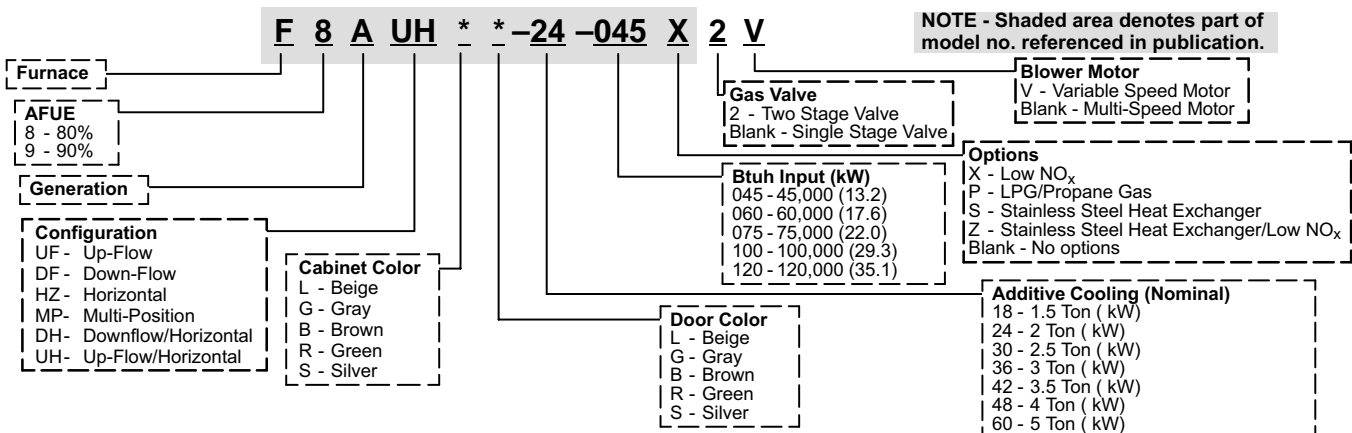 F 8 A UH * * –24 –045 X 2 V
NOTE - Shaded area denotes part of
model no. referenced in publication.
Furnace
AFUE
8 - 80%
9 - 90%
Generation
Configuration
UF - Up-Flow
DF - Down-Flow
HZ - Horizontal
MP- Multi-Position
DH- Downflow/Horizontal
UH- Up-Flow/Horizontal
Cabinet Color
L - Beige
G - Gray
B - Brown
R - Green
S - Silver
Door Color
L - Beige
G - Gray
B - Brown
R - Green
S - Silver
Gas Valve
2 - Two Stage Valve
Blank - Single Stage Valve
Btuh Input (kW)
045 - 45,000 (13.2)
060 - 60,000 (17.6)
075 - 75,000 (22.0)
100 - 100,000 (29.3)
120 - 120,000 (35.1)
Blower Motor
V - Variable Speed Motor
Blank - Multi-Speed Motor
Options
X - Low NOx
P - LPG/Propane Gas
S - Stainless Steel Heat Exchanger
Z - Stainless Steel Heat Exchanger/Low NOx
Blank - No options
Additive Cooling (Nominal)
18 - 1.5 Ton ( kW)
24 - 2 Ton ( kW)
30 - 2.5 Ton ( kW)
36 - 3 Ton ( kW)
42 - 3.5 Ton ( kW)
48 - 4 Ton ( kW)
60 - 5 Ton ( kW)